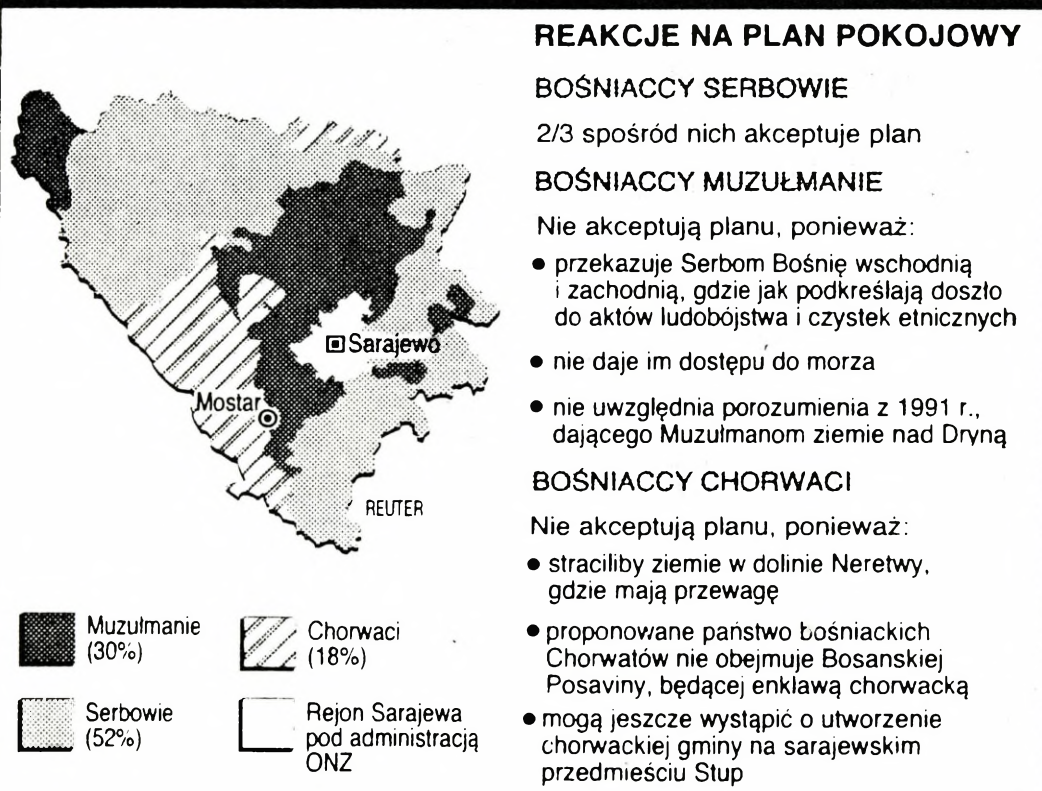 REAKCJE NA PLAN POKOJOWY
BOŚNIACCY SERBOWIE
2/3 spośród nich akceptuje plan
BOŚNIACCY MUZUŁMANIE
Nie akceptują planu, ponieważ:
• przekazuje Serbom Bośnię wschodnią
i zachodnią, gdzie jak podkreślają doszło
do aktów ludobójstwa i czystek etnicznych
• nie daje im dostępu do morza
• nie uwzględnia porozumienia z 1991 r.,
dającego Muzułmanom ziemie nad Dryną
BOŚNIACCY CHORWACI
Nie akceptują planu, ponieważ:
• straciliby ziemie w dolinie Neretwy,
gdzie mają przewagę
• proponowane państwo bośniackich
Chorwatów nie obejmuje Bosanskiej
Posaviny, będącej enklawą chorwacką
• mogą jeszcze wystąpić o utworzenie
chorwackiej gminy na sarajewskim
przedmieściu Stup
Sarajewo
Mostar
REUTER
Muzułmanie
(30%)
Chorwaci
(18%)
Serbowie
(52%)
Rejon Sarajewa
pod administracją
ONZ